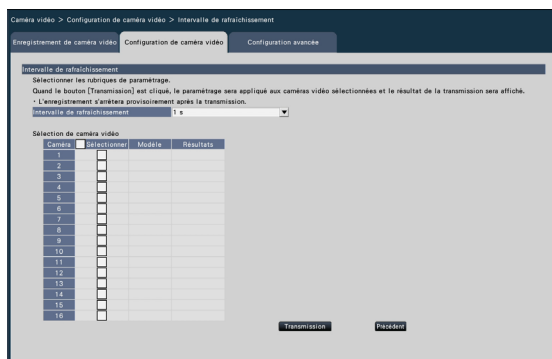 Caméra vidéo > Configuration de caméra vidéo > Intervalle de rafraîchissement
Enregistrement de caméra vidéo
Configuration de caméra vidéo
Configuration avancée
Intervalle de rafraîchissement
Sélectionner les rubriques de paramétrage.
Quand le bouton [Transmission] est cliqué, le paramétrage sera appliqué aux caméras vidéo sélectionnées et le résultat de la transmission sera affiché.
・L'enregistrement s'arrêtera provisoirement après la transmission.
Intervalle de rafraîchissement 1 s
Sélection de caméra vidéo
Caméra Sélectionner Modèle Résultats
1
2
3
4
5
6
7
8
9
10
11
12
13
14
15
16
Transmission
Précédent